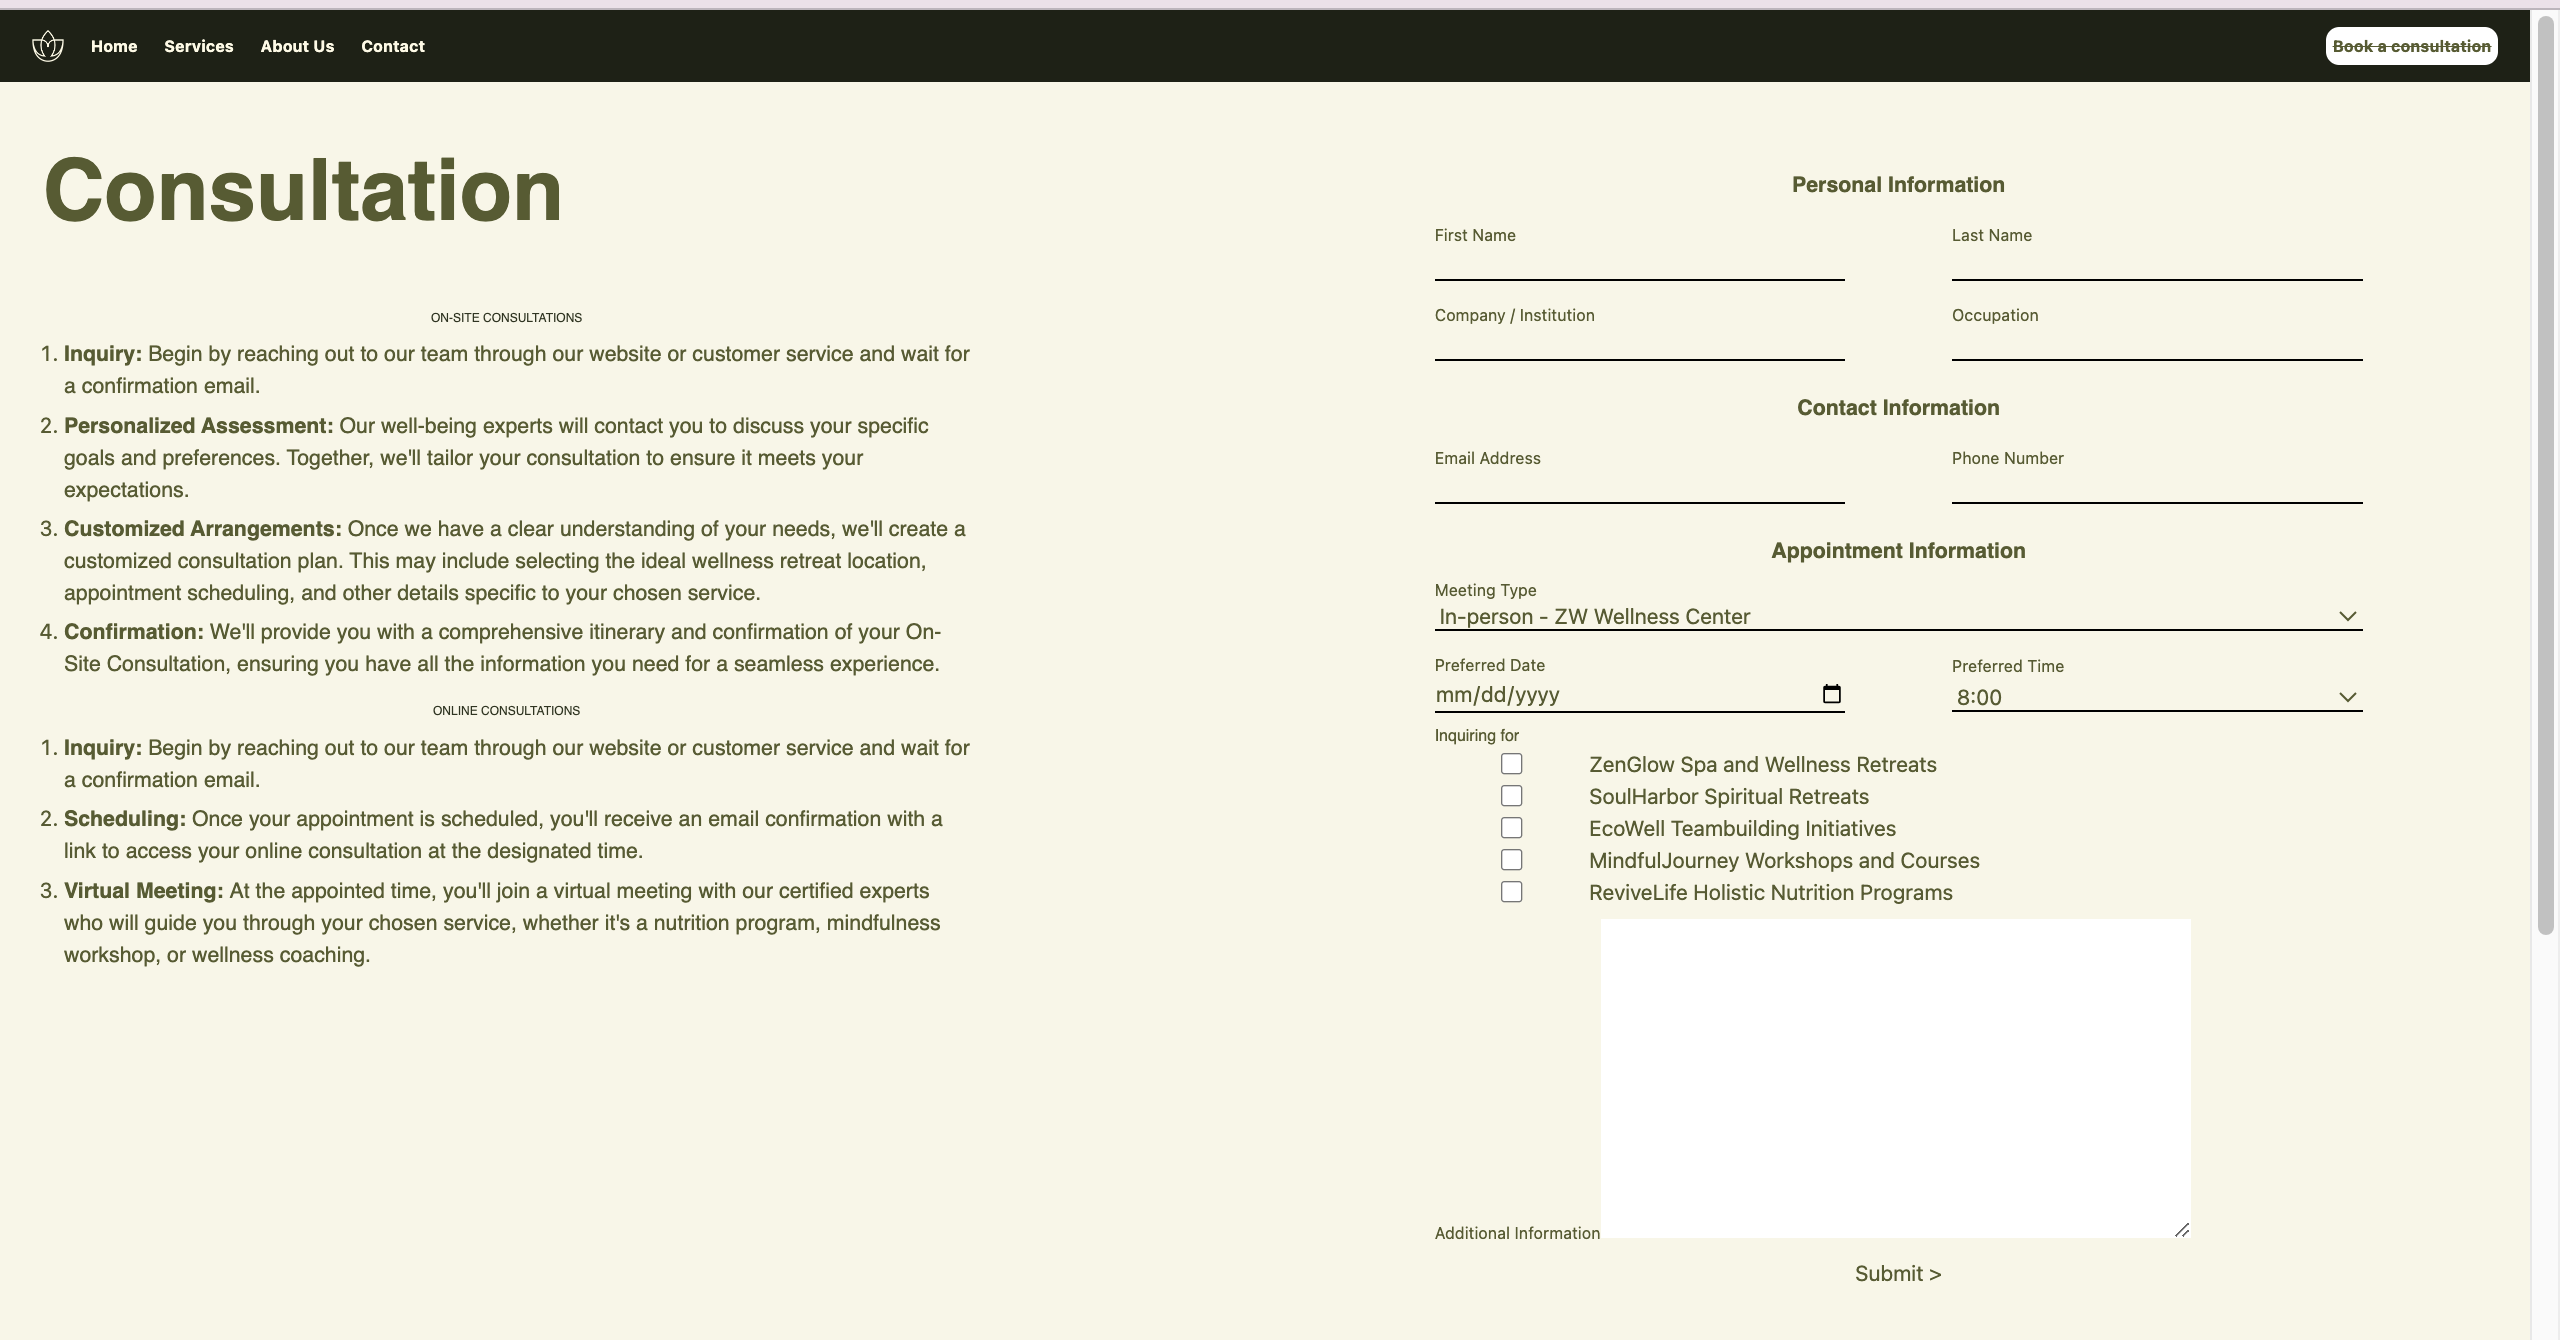 Home Services About Us Contact Book a consultation
Consultation
ON-SITE CONSULTATIONS
1. Inquiry: Begin by reaching out to our team through our website or customer service and wait for
a confirmation email.
2. Personalized Assessment: Our well-being experts will contact you to discuss your specific
goals and preferences. Together, we'll tailor your consultation to ensure it meets your
expectations.
3. Customized Arrangements: Once we have a clear understanding of your needs, we'll create a
customized consultation plan. This may include selecting the ideal wellness retreat location,
appointment scheduling, and other details specific to your chosen service.
4. Confirmation: We'll provide you with a comprehensive itinerary and confirmation of your On-
Site Consultation, ensuring you have all the information you need for a seamless experience.
ONLINE CONSULTATIONS
1. Inquiry: Begin by reaching out to our team through our website or customer service and wait for
a confirmation email.
2. Scheduling: Once your appointment is scheduled, you'll receive an email confirmation with a
link to access your online consultation at the designated time.
3. Virtual Meeting: At the appointed time, you'll join a virtual meeting with our certified experts
who will guide you through your chosen service, whether it's a nutrition program, mindfulness
workshop, or wellness coaching.
Personal Information
First Name Last Name
Company / Institution Occupation
Contact Information
Email Address Phone Number
Appointment Information
Meeting Type
In-person - ZW Wellness Center
Preferred Date Preferred Time
mm/dd/yyyy 8:00
Inquiring for
ZenGlow Spa and Wellness Retreats
SoulHarbor Spiritual Retreats
EcoWell Teambuilding Initiatives
MindfulJourney Workshops and Courses
ReviveLife Holistic Nutrition Programs
Additional Information
Submit >